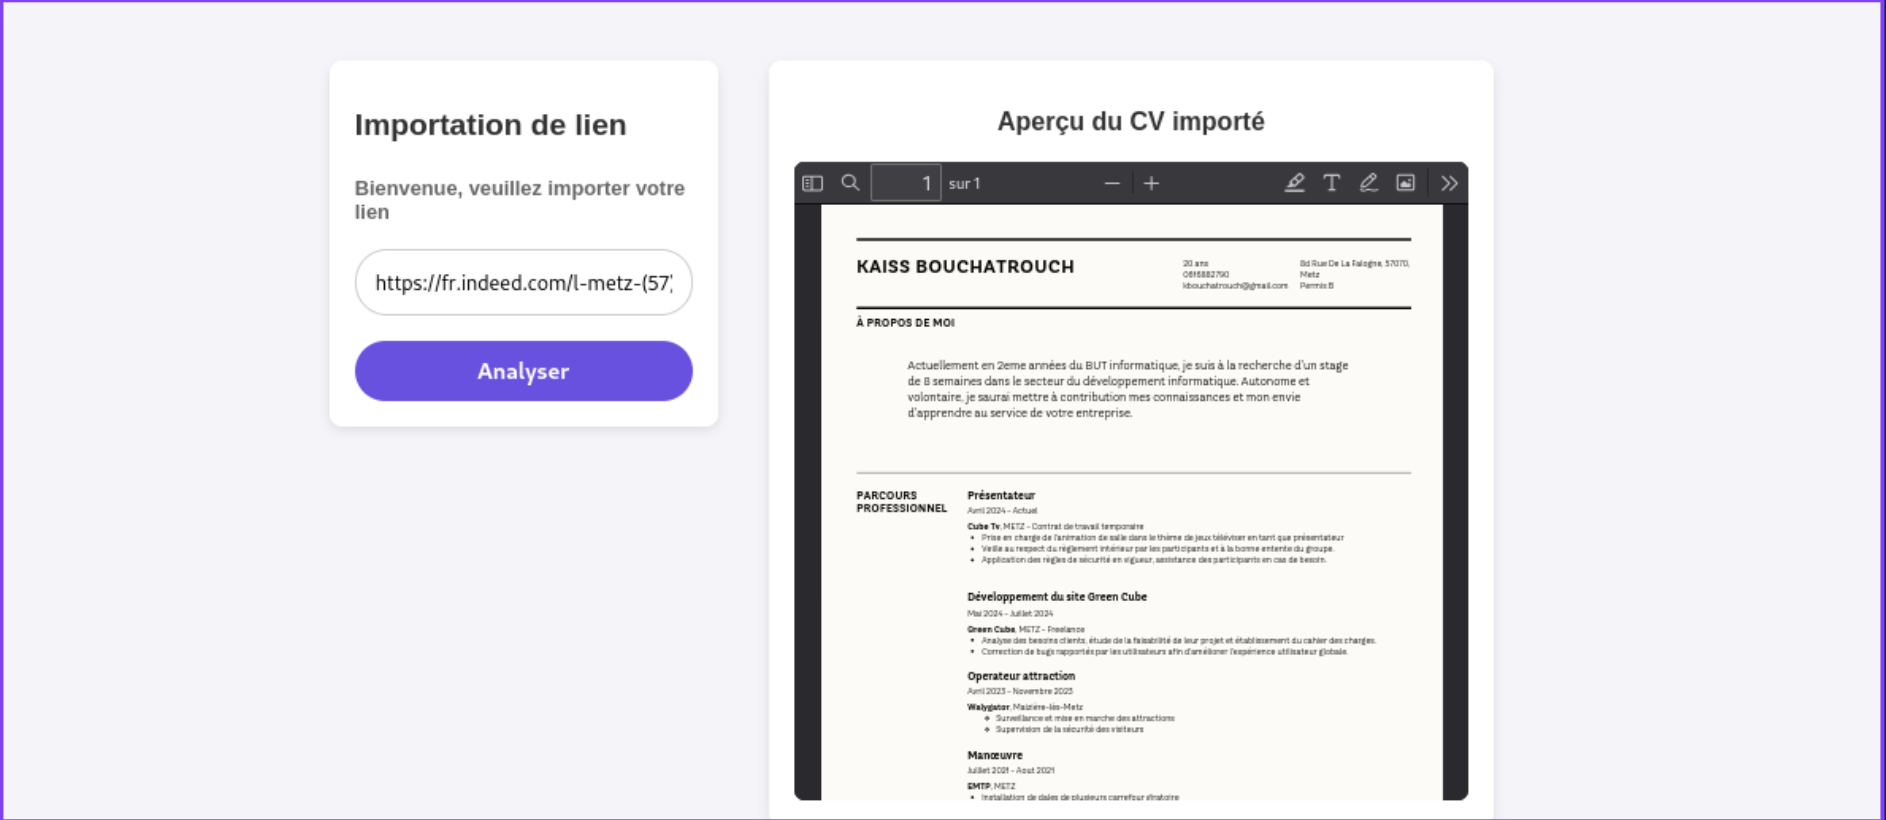 Importation de lien
Bienvenue, veuillez importer votre
lien
https://fr.indeed.com/l-metz-(57)
Analyser
Aperçu du CV importé
1 sur 1
KAISS BOUCHATROUCH
20 ans
kbouchatrouch@gmail.com
8d Rue De La Falogne, 57070,
Metz
Permis B
À PROPOS DE MOI
Actuellement en 2eme années du BUT informatique, je suis à la recherche d'un stage
de 8 semaines dans le secteur du développement informatique. Autonome et
volontaire, je saurai mettre à contribution mes connaissances et mon envie
d'apprendre au service de votre entreprise.
PARCOURS
PROFESSIONNEL
Présentateur
Avril 2024 - Actuel
Cube Tv, METZ - Contrat de travail temporaire
• Prise en charge de l'animation de salle dans le thème de jeux téléviser en tant que présentateur
• Veille au respect du règlement intérieur par les participants et à la bonne entente du groupe.
• Application des règles de sécurité en vigueur, assistance des participants en cas de besoin.
Développement du site Green Cube
Mai 2024 - Juillet 2024
Green Cube, METZ - Freelance
• Analyse des besoins clients, étude de la faisabilité de leur projet et établissement du cahier des charges.
• Correction de bugs rapportés par les utilisateurs afin d'améliorer l'expérience utilisateur globale.
Operateur attraction
Avril 2023 - Novembre 2023
Walygator, Maizière-lès-Metz
Surveillance et mise en marche des attractions
Supervision de la sécurité des visiteurs
Manœuvre
Juillet 2021 - Aout 2021
EMTP, METZ
• Installation de dales de plusieurs carrefour